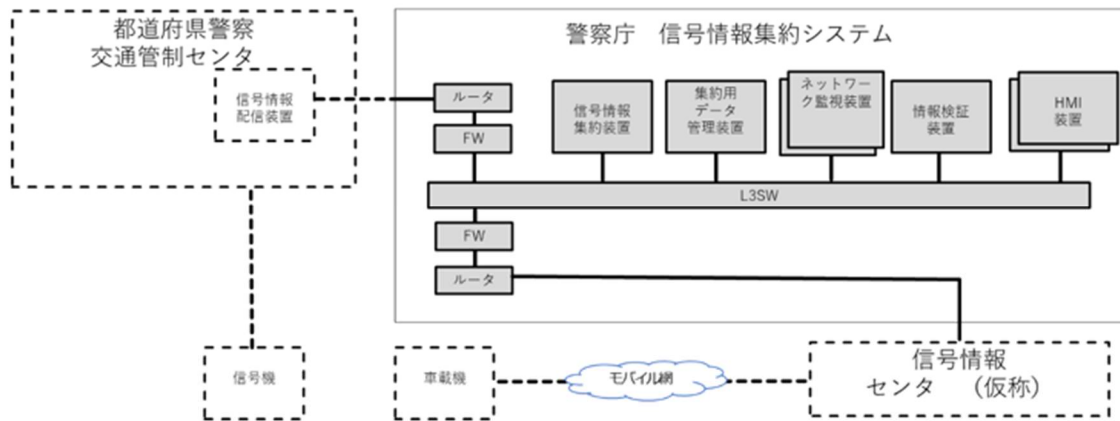 都道府県警察
交通管制センタ
信号情報
配信装置
警察庁　信号情報集約システム
ルータ
FW
信号情報
集約装置
集約用
データ
管理装置
ネットワー
ク監視装置
情報検証
装置
HMI
装置
L3SW
FW
ルータ
信号機
車載機
モバイル網
信号情報
センタ　（仮称）